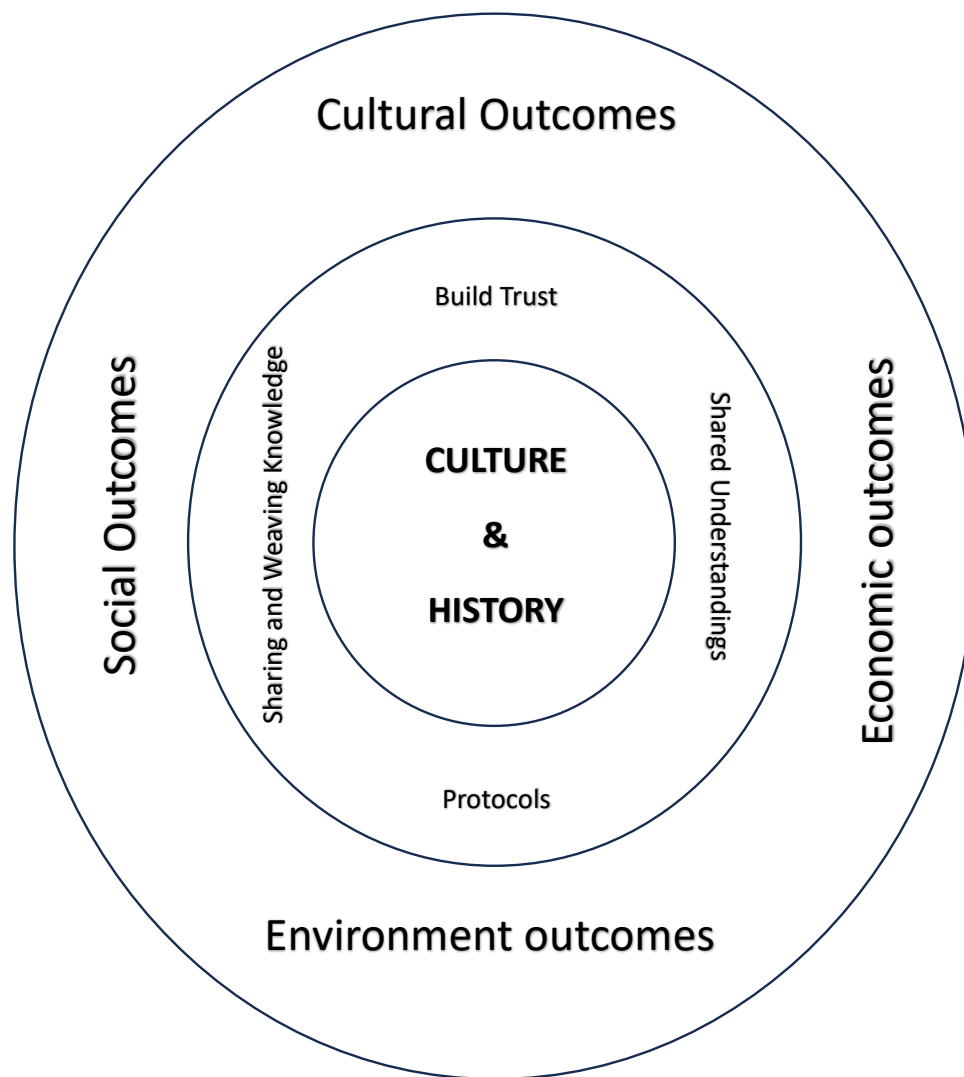 Cultural Outcomes
Build Trust
Social Outcomes
Sharing and Weaving Knowledge
CULTURE
&
HISTORY
Shared Understandings
Economic outcomes
Protocols
Environment outcomes